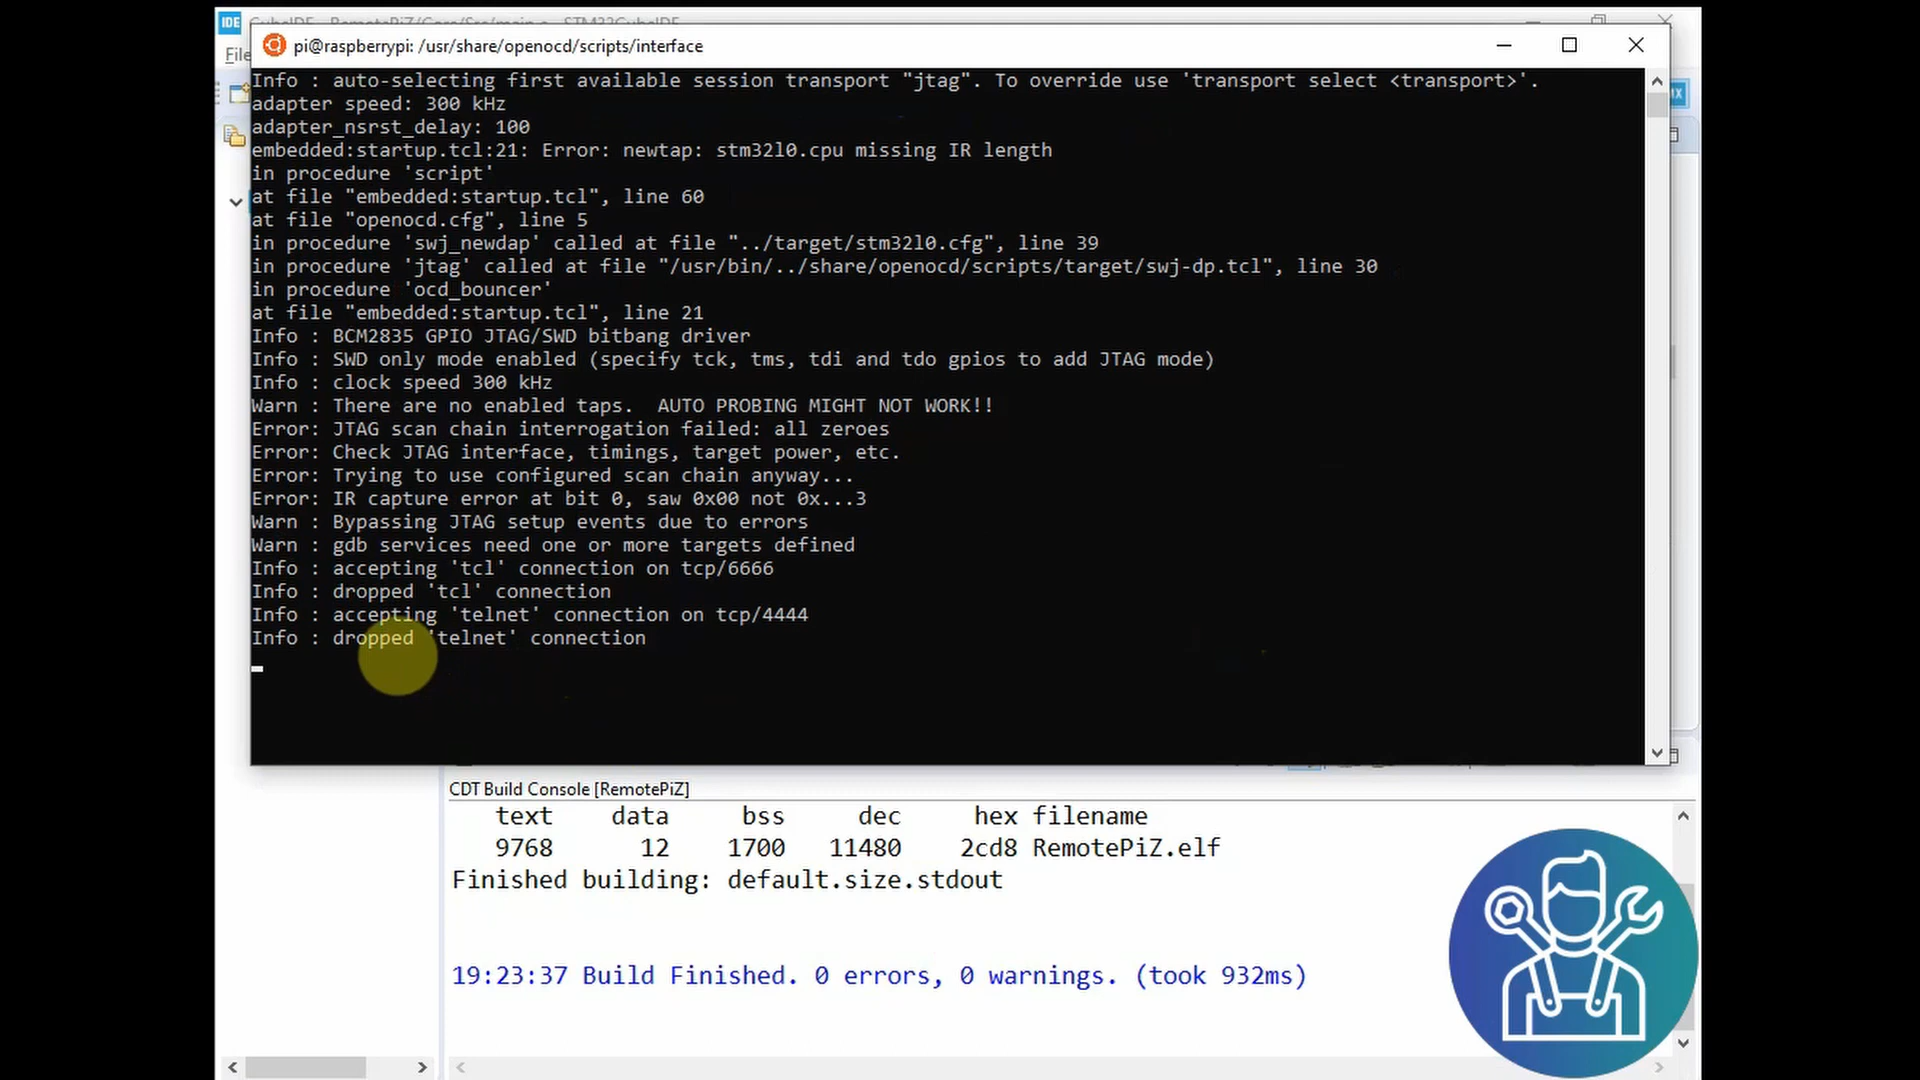 IDE
pi@raspberrypi: /usr/share/openocd/scripts/interface
File
Info : auto-selecting first available session transport "jtag". To override use 'transport select <transport>'.
adapter speed: 300 kHz
adapter_nsrst_delay: 100
embedded:startup.tcl:21: Error: newtap: stm32l0.cpu missing IR length
in procedure 'script'
at file "embedded:startup.tcl", line 60
at file "openocd.cfg", line 5
in procedure 'swj_newdap' called at file "../target/stm32l0.cfg", line 39
in procedure 'jtag' called at file "/usr/bin/../share/openocd/scripts/target/swj-dp.tcl", line 30
in procedure 'ocd_bouncer'
at file "embedded:startup.tcl", line 21
Info : BCM2835 GPIO JTAG/SWD bitbang driver
Info : SWD only mode enabled (specify tck, tms, tdi and tdo gpios to add JTAG mode)
Info : clock speed 300 kHz
Warn : There are no enabled taps.  AUTO PROBING MIGHT NOT WORK!!
Error: JTAG scan chain interrogation failed: all zeroes
Error: Check JTAG interface, timings, target power, etc.
Error: Trying to use configured scan chain anyway...
Error: IR capture error at bit 0, saw 0x00 not 0x...3
Warn : Bypassing JTAG setup events due to errors
Warn : gdb services need one or more targets defined
Info : accepting 'tcl' connection on tcp/6666
Info : dropped 'tcl' connection
Info : accepting 'telnet' connection on tcp/4444
Info : dropped 'telnet' connection
CDT Build Console [RemotePiZ]
text data bss dec hex filename
9768 12 1700 11480 2cd8 RemotePiZ.elf
Finished building: default.size.stdout
19:23:37 Build Finished. 0 errors, 0 warnings. (took 932ms)